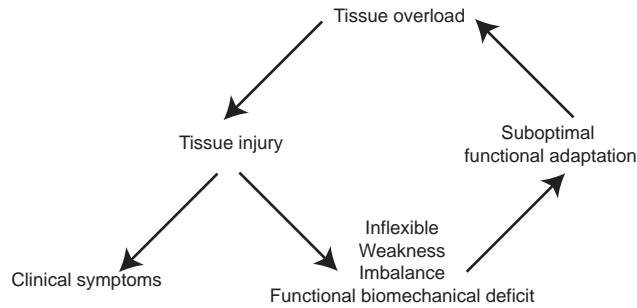 Tissue overload
Tissue injury
Suboptimal
functional adaptation
Clinical symptoms
Inflexible
Weakness
Imbalance
Functional biomechanical deficit